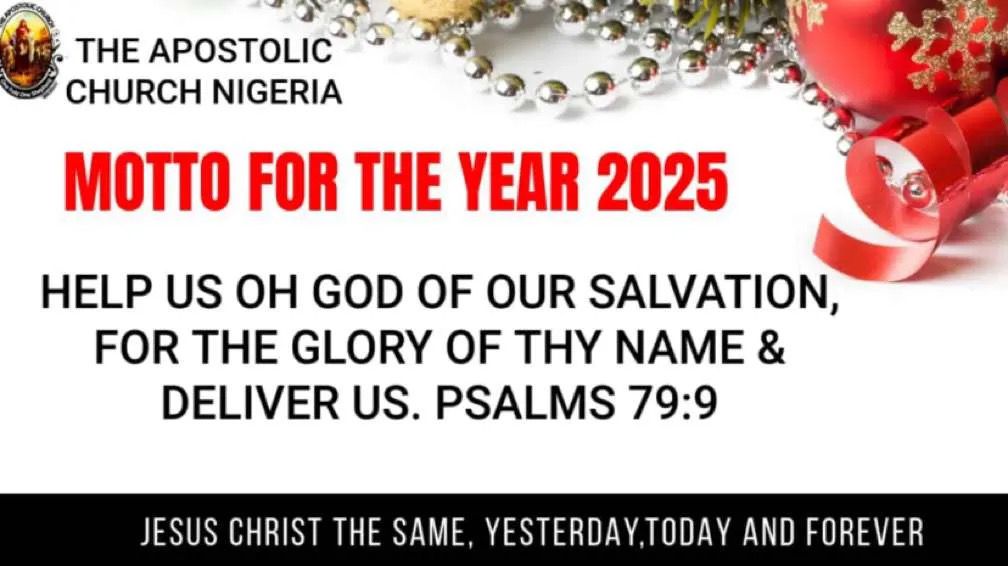 THE APOSTOLIC
CHURCH NIGERIA
MOTTO FOR THE YEAR 2025
HELP US OH GOD OF OUR SALVATION,
FOR THE GLORY OF THY NAME &
DELIVER US. PSALMS 79:9
JESUS CHRIST THE SAME, YESTERDAY,TODAY AND FOREVER